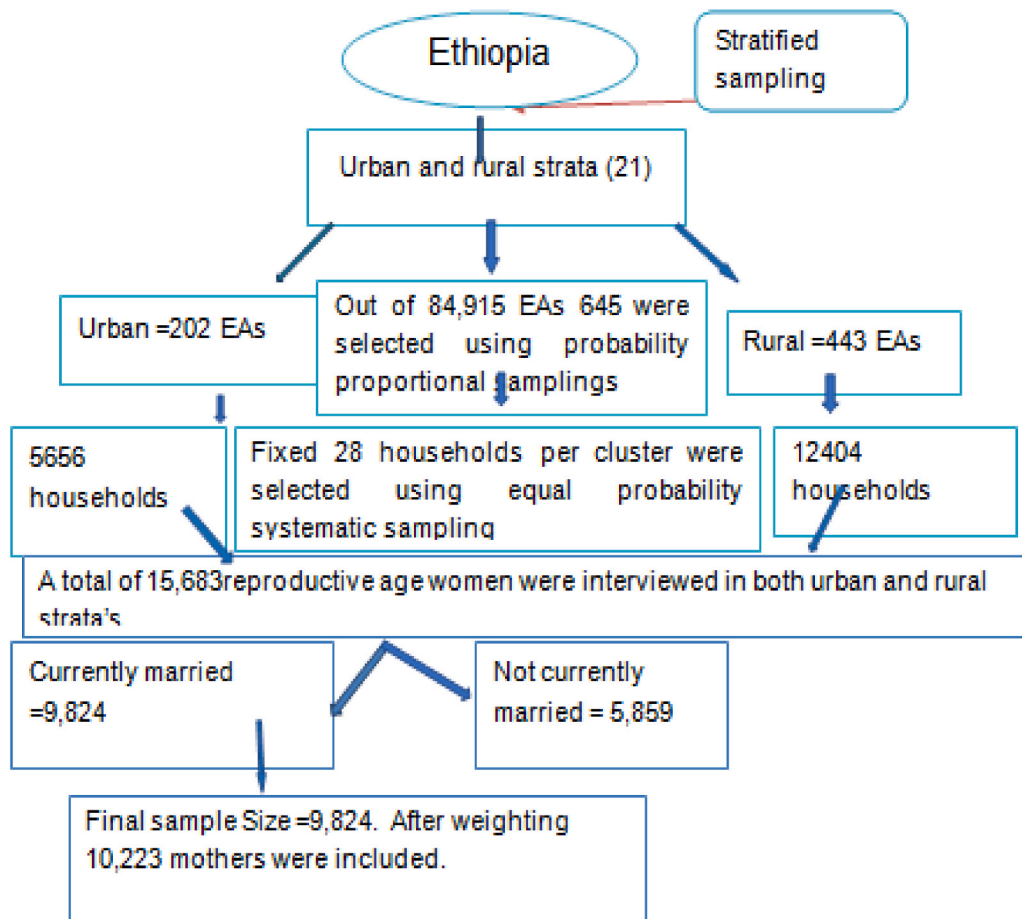 Ethiopia
Stratified
sampling
Urban and rural strata (21)
Urban =202 EAs
Out of 84,915 EAs 645 were
selected using probability
proportional samplings
Rural =443 EAs
5656
households
Fixed 28 households per cluster were
selected using equal probability
systematic sampling
12404
households
A total of 15,683reproductive age women were interviewed in both urban and rural
strata's
Currently married
=9,824
Not currently
married = 5,859
Final sample Size =9,824. After weighting
10,223 mothers were included.